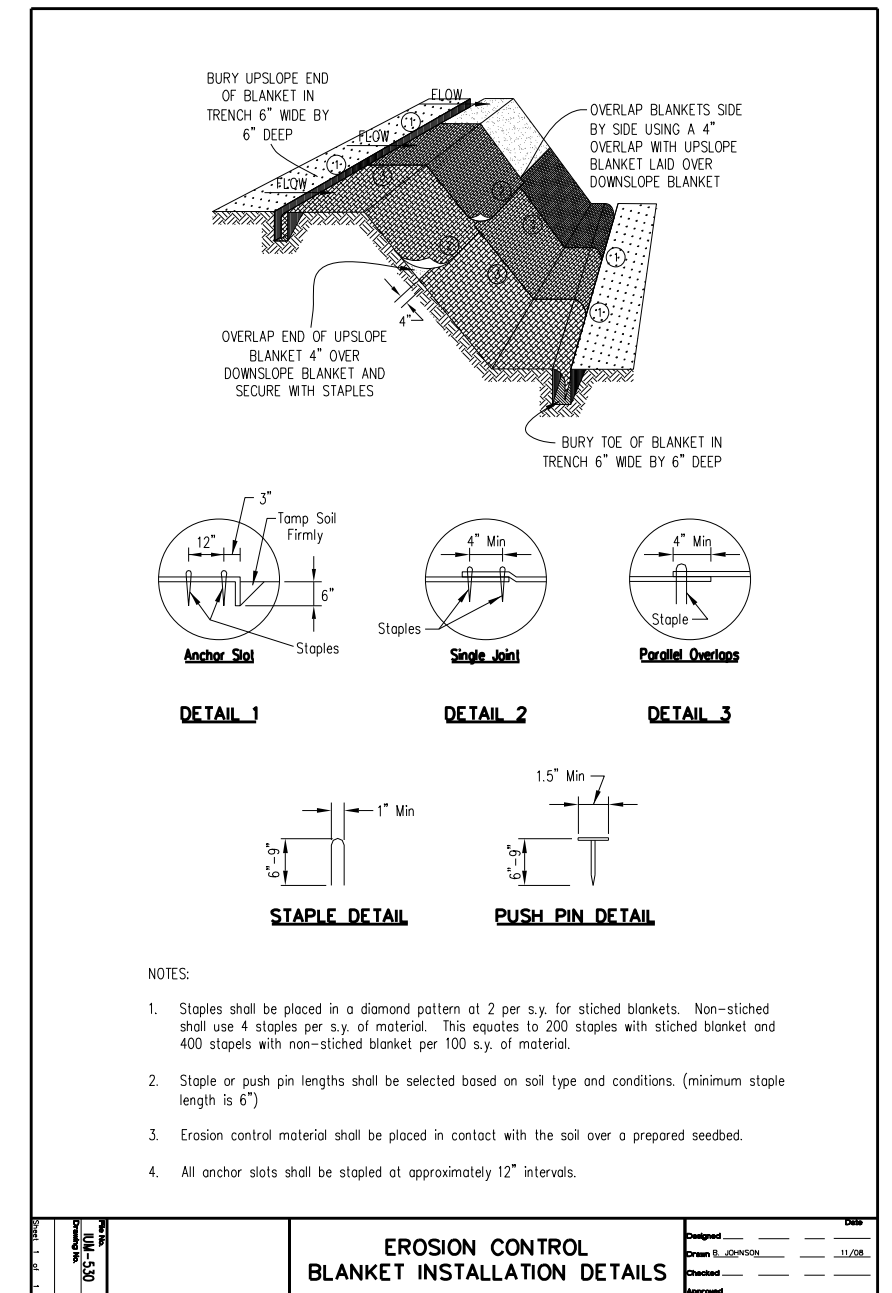 BURY UPSLOPE END
OF BLANKET IN
TRENCH 6" WIDE BY
6" DEEP
FLOW
FLOW
FLOW
OVERLAP BLANKETS SIDE
BY SIDE USING A 4"
OVERLAP WITH UPSLOPE
BLANKET LAID OVER
DOWNSLOPE BLANKET
1
1
1
1
4"
OVERLAP END OF UPSLOPE
BLANKET 4" OVER
DOWNSLOPE BLANKET AND
SECURE WITH STAPLES
BURY TOE OF BLANKET IN
TRENCH 6" WIDE BY 6" DEEP
3"
Tamp Soil
Firmly
12"
6"
Staples
Anchor Slot
DETAIL 1
4" Min
Staples
Single Joint
DETAIL 2
4" Min
Staple
Parallel Overlaps
DETAIL 3
1" Min
6"-9"
STAPLE DETAIL
1.5" Min
6"-9"
PUSH PIN DETAIL
NOTES:
1. Staples shall be placed in a diamond pattern at 2 per s.y. for stiched blankets. Non-stiched
shall use 4 staples per s.y. of material. This equates to 200 staples with stiched blanket and
400 stapels with non-stiched blanket per 100 s.y. of material.
2. Staple or push pin lengths shall be selected based on soil type and conditions. (minimum staple
length is 6")
3. Erosion control material shall be placed in contact with the soil over a prepared seedbed.
4. All anchor slots shall be stapled at approximately 12" intervals.
Sheet 1 of 1
Drawing No.
IUM-530
File No.
EROSION CONTROL
BLANKET INSTALLATION DETAILS
Date
Designed
Drawn B. JOHNSON 11/08
Checked
Approved